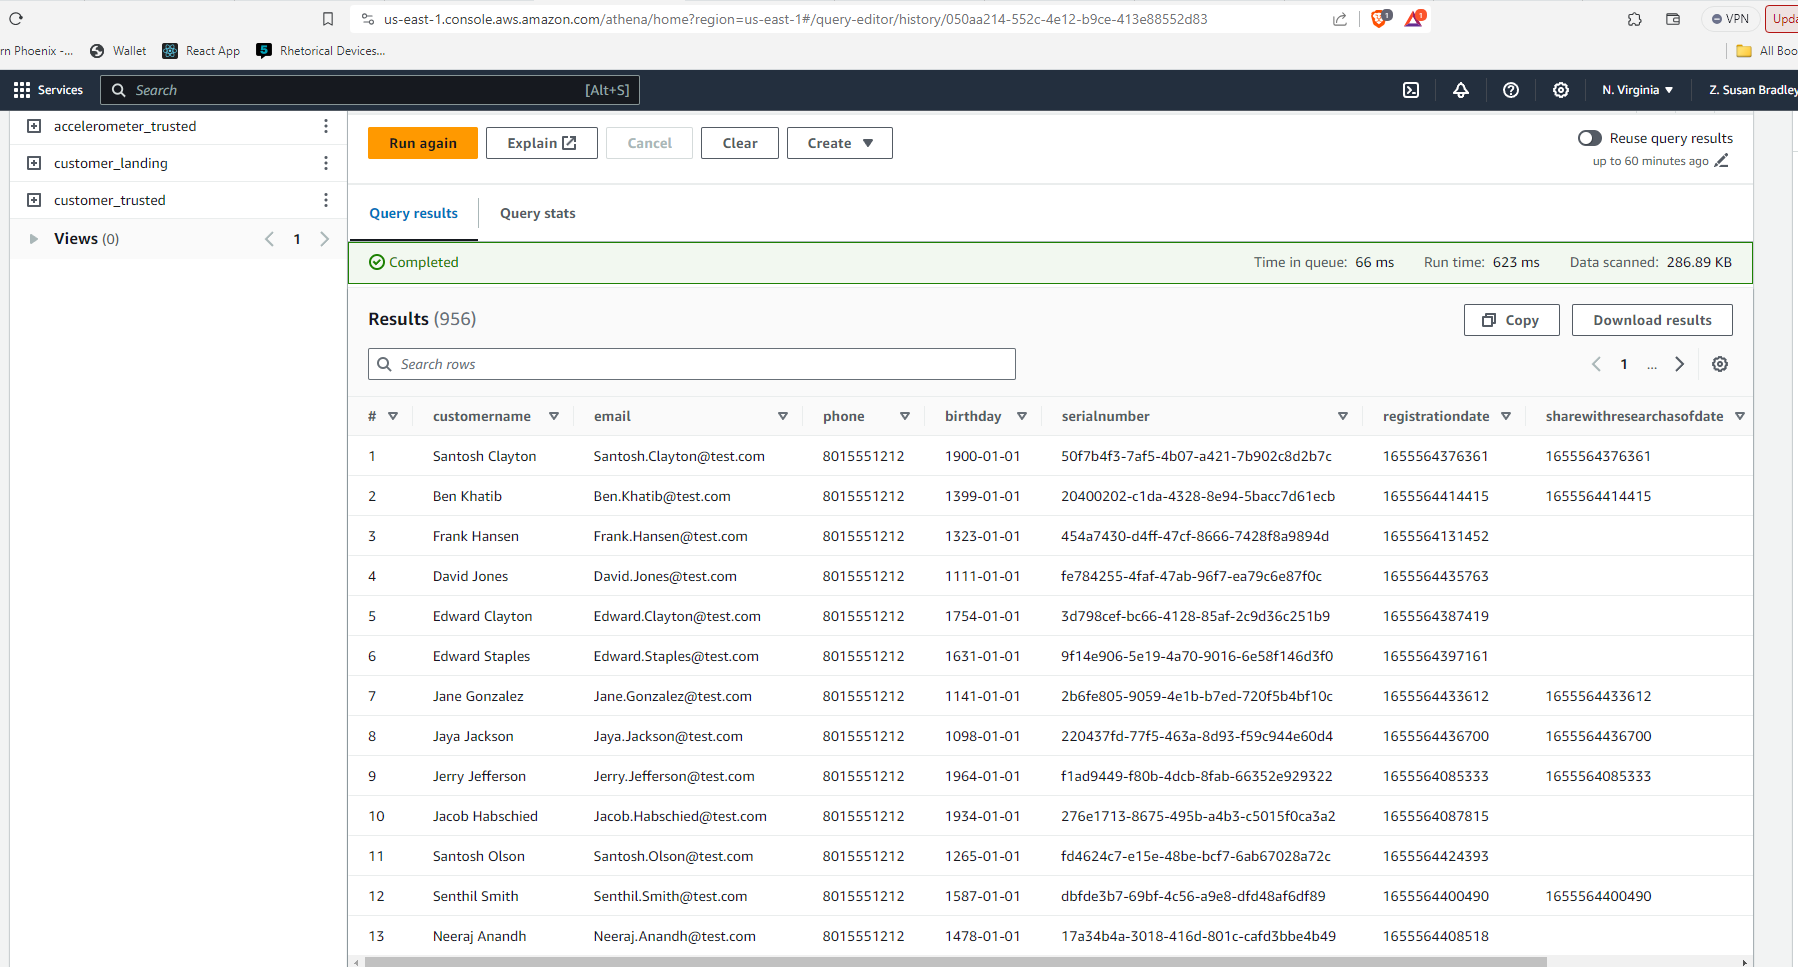 us-east-1.console.aws.amazon.com/athena/home?region=us-east-1#/query-editor/history/050aa214-552c-4e12-b9ce-413e88552d83
1
1
VPN
Upda
rn Phoenix -...
Wallet
React App
5
Rhetorical Devices...
All Boo
Services
Search
[Alt+S]
N. Virginia
Z. Susan Bradley
accelerometer_trusted
customer_landing
customer_trusted
Views (0)
1
Run again
Explain
Cancel
Clear
Create
Reuse query results
up to 60 minutes ago
Query results
Query stats
Completed
Time in queue: 66 ms
Run time: 623 ms
Data scanned: 286.89 KB
Results (956)
Copy
Download results
Search rows
1 ...
# customername email phone birthday serialnumber registrationdate sharewithresearchasofdate
1 Santosh Clayton Santosh.Clayton@test.com 8015551212 1900-01-01 50f7b4f3-7af5-4b07-a421-7b902c8d2b7c 1655564376361 1655564376361
2 Ben Khatib Ben.Khatib@test.com 8015551212 1399-01-01 20400202-c1da-4328-8e94-5bacc7d61ecb 1655564414415 1655564414415
3 Frank Hansen Frank.Hansen@test.com 8015551212 1323-01-01 454a7430-d4ff-47cf-8666-7428f8a9894d 1655564131452
4 David Jones David.Jones@test.com 8015551212 1111-01-01 fe784255-4faf-47ab-96f7-ea79c6e87f0c 1655564435763
5 Edward Clayton Edward.Clayton@test.com 8015551212 1754-01-01 3d798cef-bc66-4128-85af-2c9d36c251b9 1655564387419
6 Edward Staples Edward.Staples@test.com 8015551212 1631-01-01 9f14e906-5e19-4a70-9016-6e58f146d3f0 1655564397161
7 Jane Gonzalez Jane.Gonzalez@test.com 8015551212 1141-01-01 2b6fe805-9059-4e1b-b7ed-720f5b4bf10c 1655564433612 1655564433612
8 Jaya Jackson Jaya.Jackson@test.com 8015551212 1098-01-01 220437fd-77f5-463a-8d93-f59c944e60d4 1655564436700 1655564436700
9 Jerry Jefferson Jerry.Jefferson@test.com 8015551212 1964-01-01 f1ad9449-f80b-4dcb-8fab-66352e929322 1655564085333 1655564085333
10 Jacob Habschied Jacob.Habschied@test.com 8015551212 1934-01-01 276e1713-8675-495b-a4b3-c5015f0ca3a2 1655564087815
11 Santosh Olson Santosh.Olson@test.com 8015551212 1265-01-01 fd4624c7-e15e-48be-bcf7-6ab67028a72c 1655564424393
12 Senthil Smith Senthil.Smith@test.com 8015551212 1587-01-01 dbfde3b7-69bf-4c56-a9e8-dfd48af6df89 1655564400490 1655564400490
13 Neeraj Anandh Neeraj.Anandh@test.com 8015551212 1478-01-01 17a34b4a-3018-416d-801c-cafd3bbe4b49 1655564408518